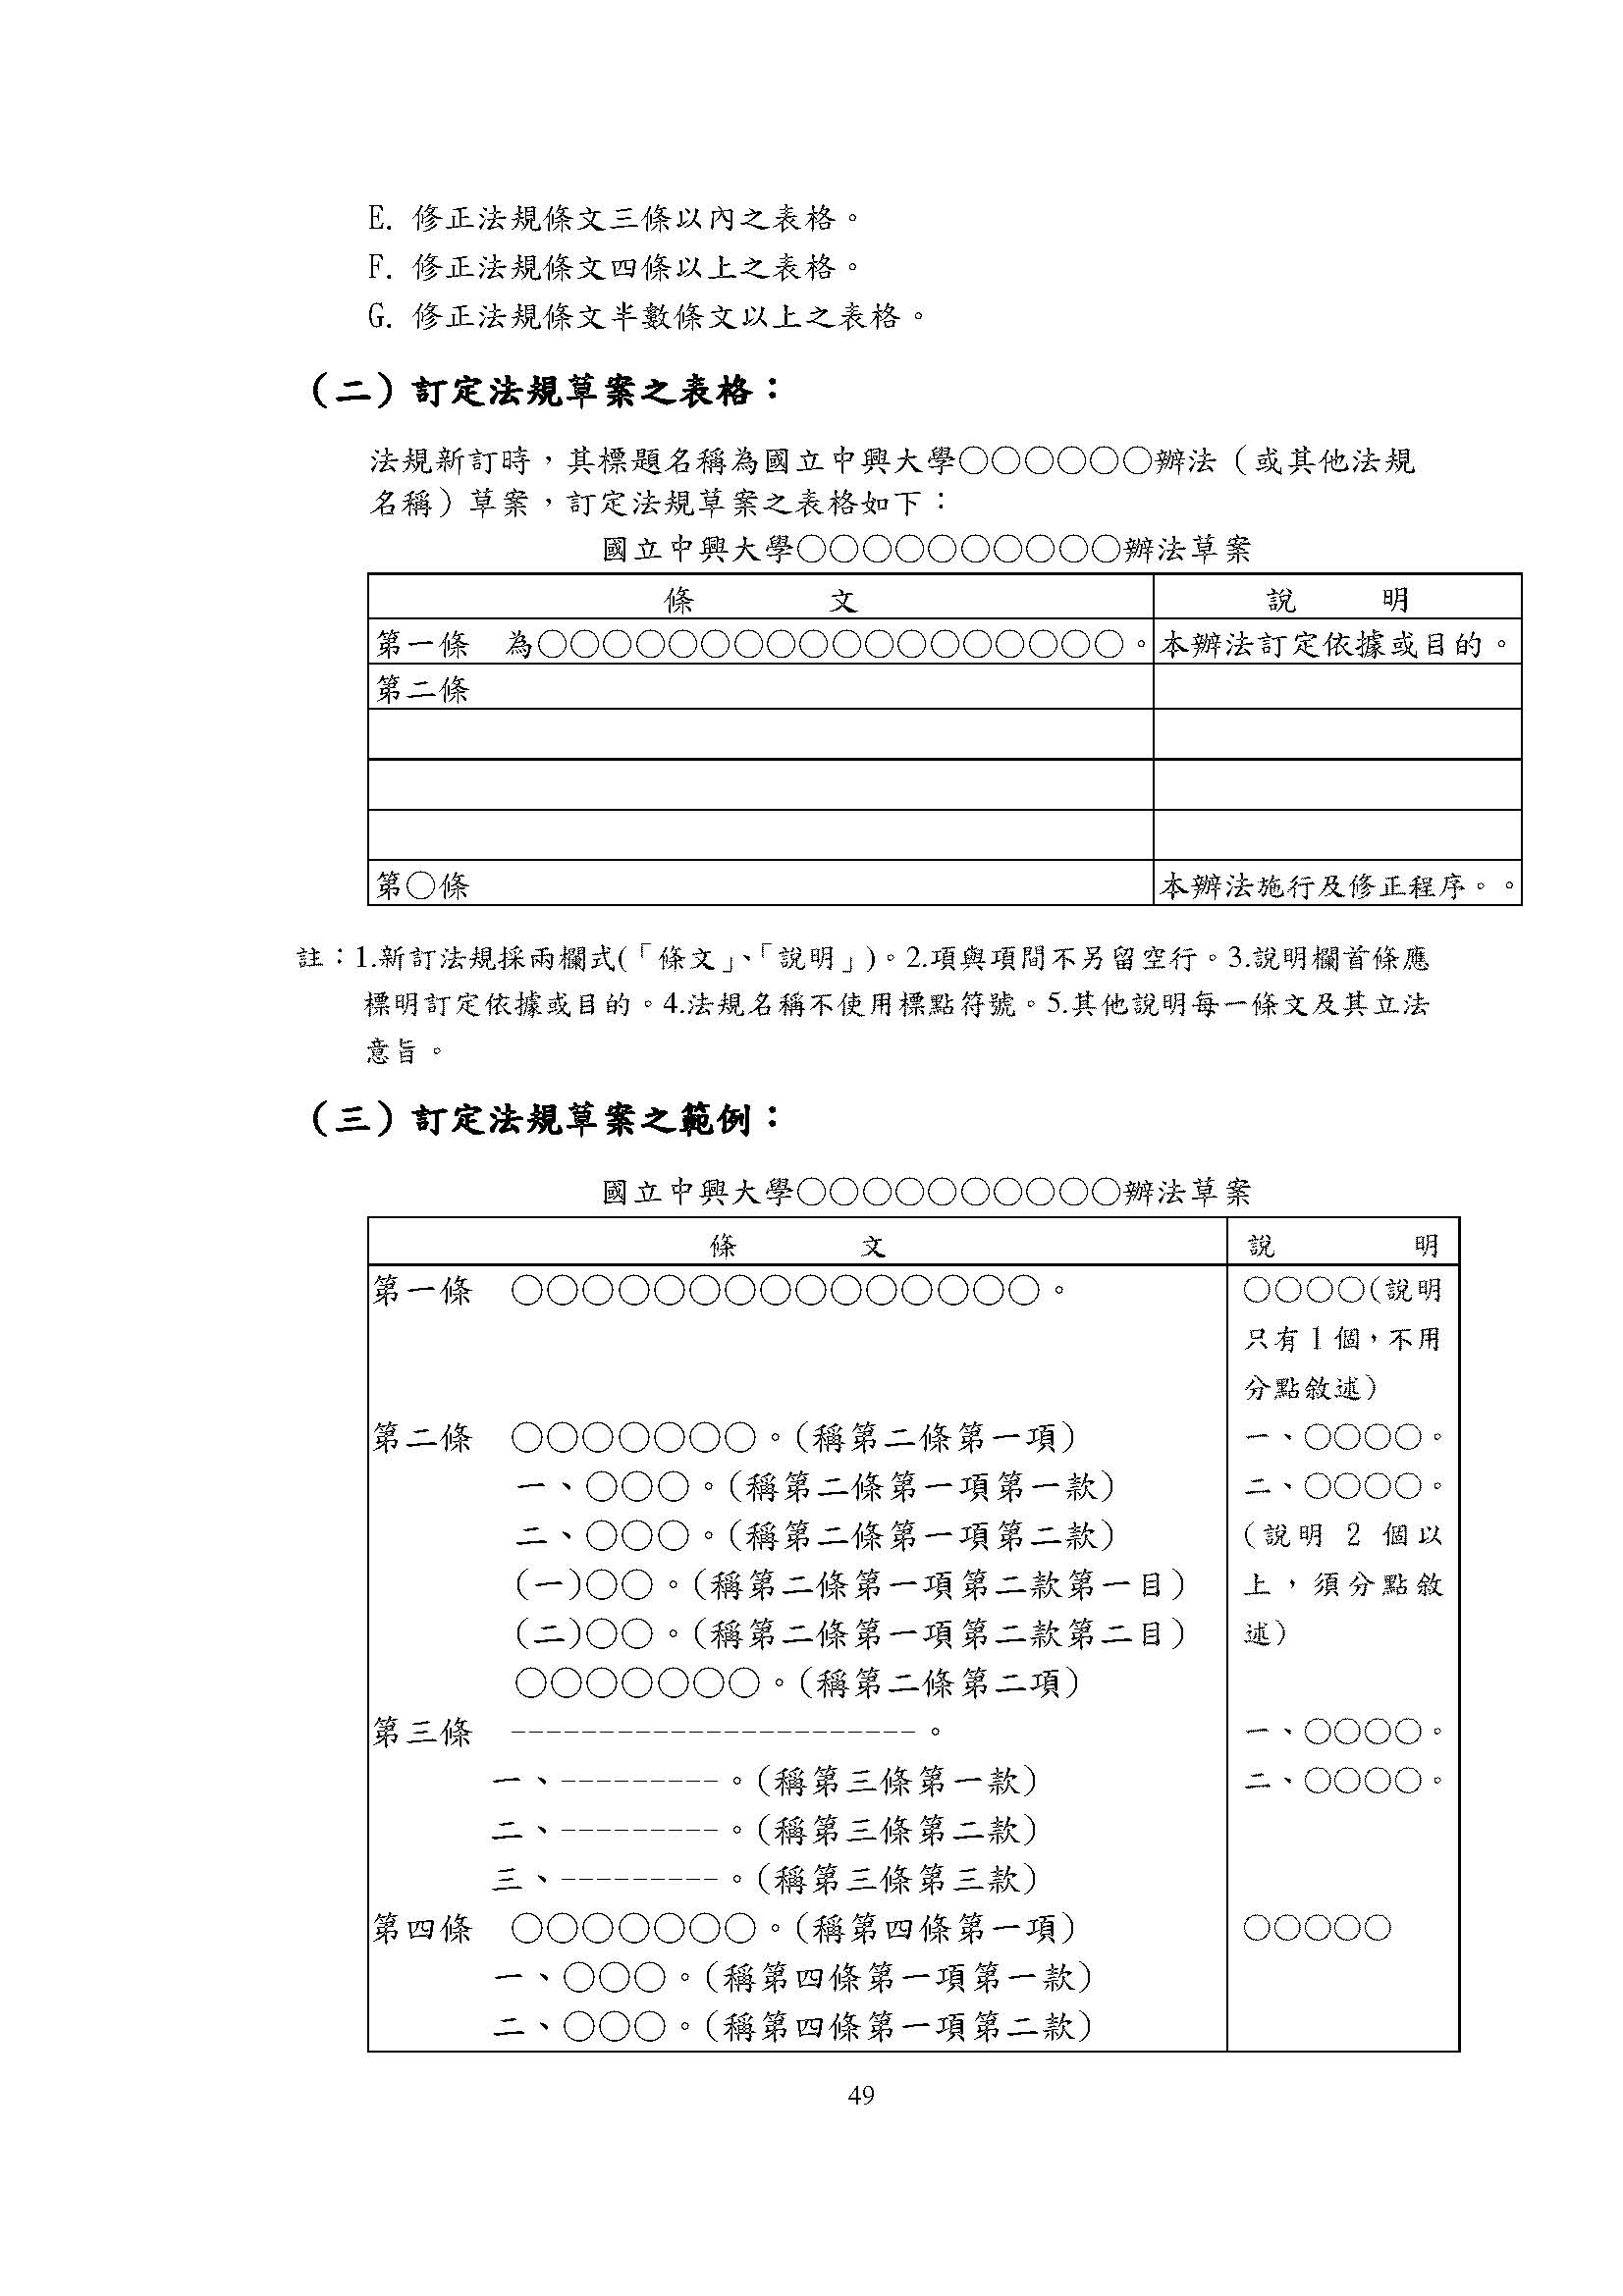 E. 修正法規條文三條以內之表格。
F. 修正法規條文四條以上之表格。
G. 修正法規條文半數條文以上之表格。
（二）訂定法規草案之表格：
法規新訂時，其標題名稱為國立中興大學○○○○○○辦法（或其他法規
名稱）草案，訂定法規草案之表格如下：
國立中興大學○○○○○○○○○○辦法草案
條　文　說　明
第一條　為○○○○○○○○○○○○○○○○○○。 本辦法訂定依據或目的。
第二條
第○條　本辦法施行及修正程序。。
註：1.新訂法規採兩欄式(「條文」、「說明」)。2.項與項間不另留空行。3.說明欄首條應
標明訂定依據或目的。4.法規名稱不使用標點符號。5.其他說明每一條文及其立法
意旨。
（三）訂定法規草案之範例：
國立中興大學○○○○○○○○○○辦法草案
條　文　說　明
第一條　○○○○○○○○○○○○○○○。 ○○○○(說明
只有1個，不用
分點敘述)
第二條　○○○○○○○。(稱第二條第一項) 一、○○○○。
一、○○○。(稱第二條第一項第一款) 二、○○○○。
二、○○○。(稱第二條第一項第二款) (說明 2 個以
(一)○○。(稱第二條第一項第二款第一目) 上，須分點敘
(二)○○。(稱第二條第一項第二款第二目) 述)
○○○○○○○。(稱第二條第二項)
第三條　-----------------------。 一、○○○○。
一、---------。(稱第三條第一款) 二、○○○○。
二、---------。(稱第三條第二款)
三、---------。(稱第三條第三款)
第四條　○○○○○○○。(稱第四條第一項) ○○○○○
一、○○○。(稱第四條第一項第一款)
二、○○○。(稱第四條第一項第二款)
49